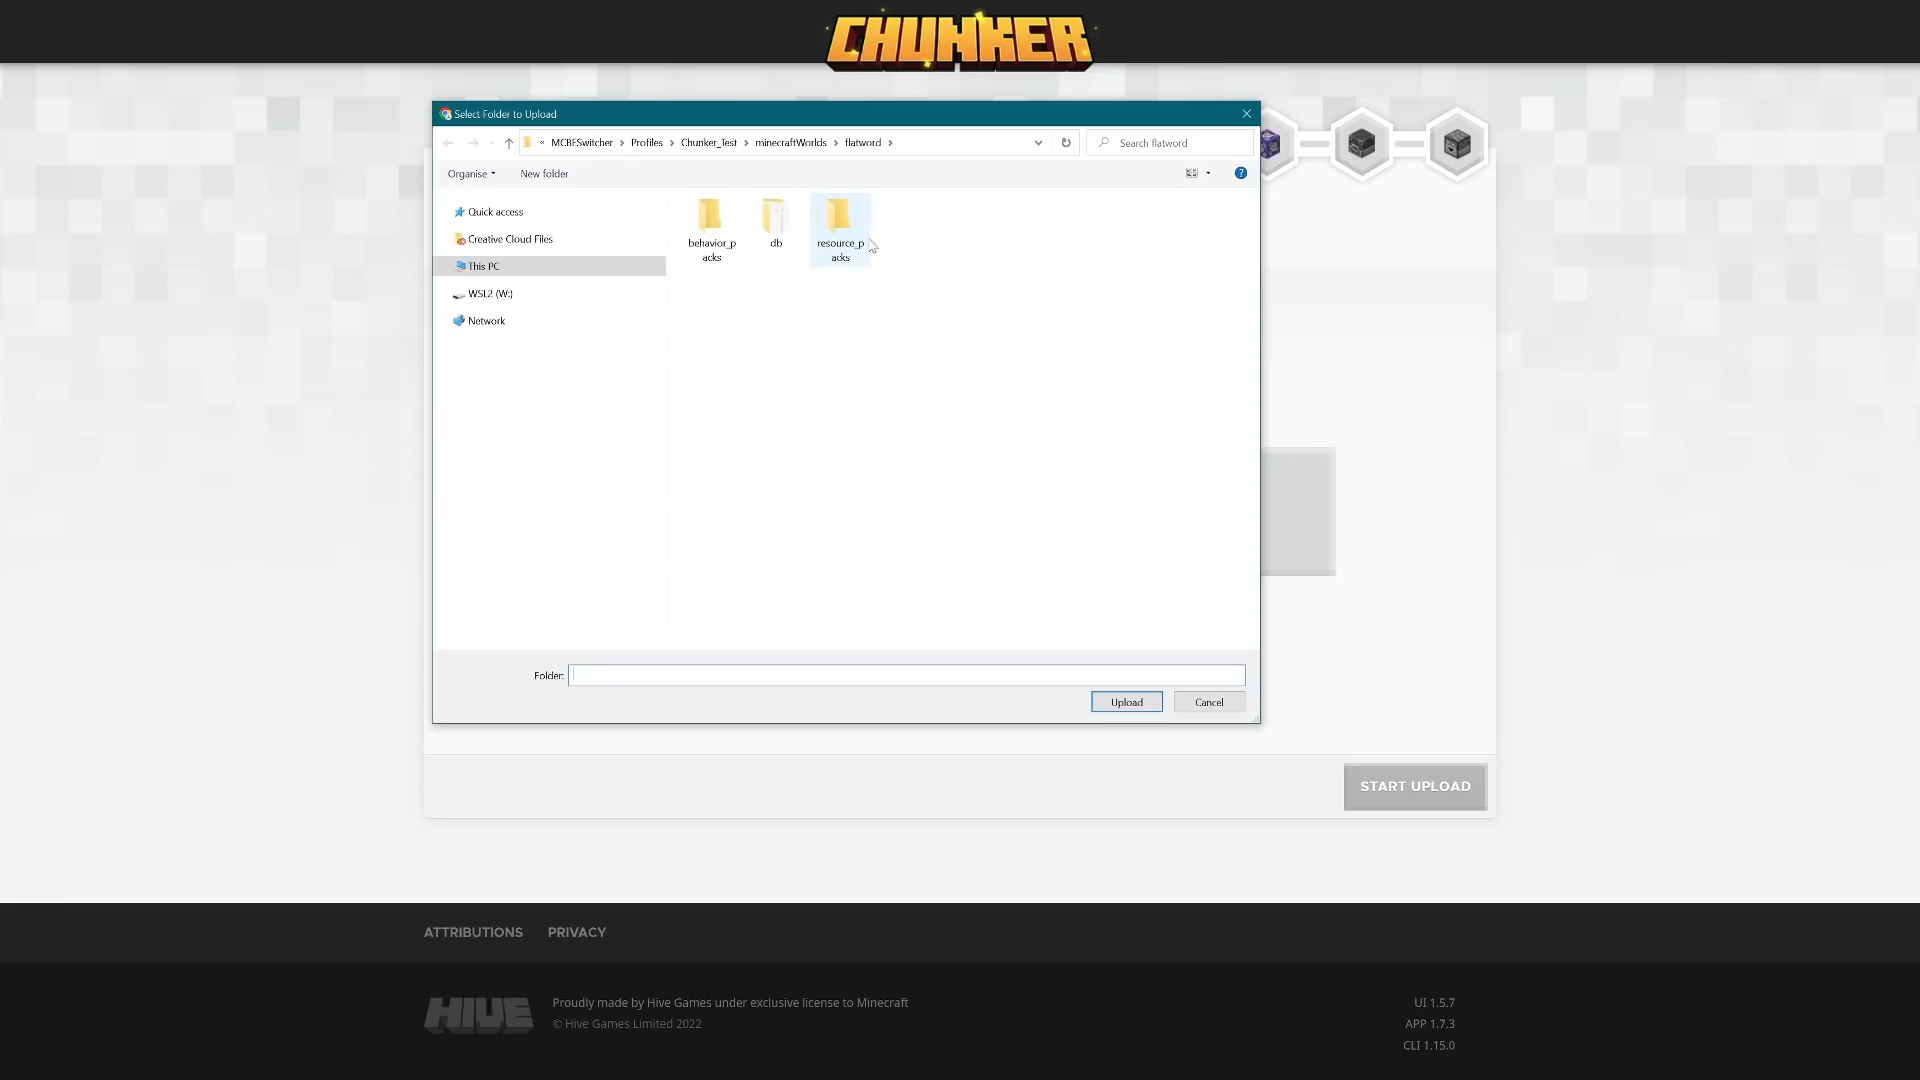 CHUNKER
Select Folder to Upload
« MCBESwitcher › Profiles › Chunker_Test › minecraftWorlds › flatword ›
Search flatword
Organise
New folder
?
Quick access
Creative Cloud Files
This PC
WSL2 (W:)
Network
behavior_p
acks
db
resource_p
acks
Folder:
Upload
Cancel
START UPLOAD
ATTRIBUTIONS
PRIVACY
HIVE
Proudly made by Hive Games under exclusive license to Minecraft
© Hive Games Limited 2022
UI 1.5.7
APP 1.7.3
CLI 1.15.0